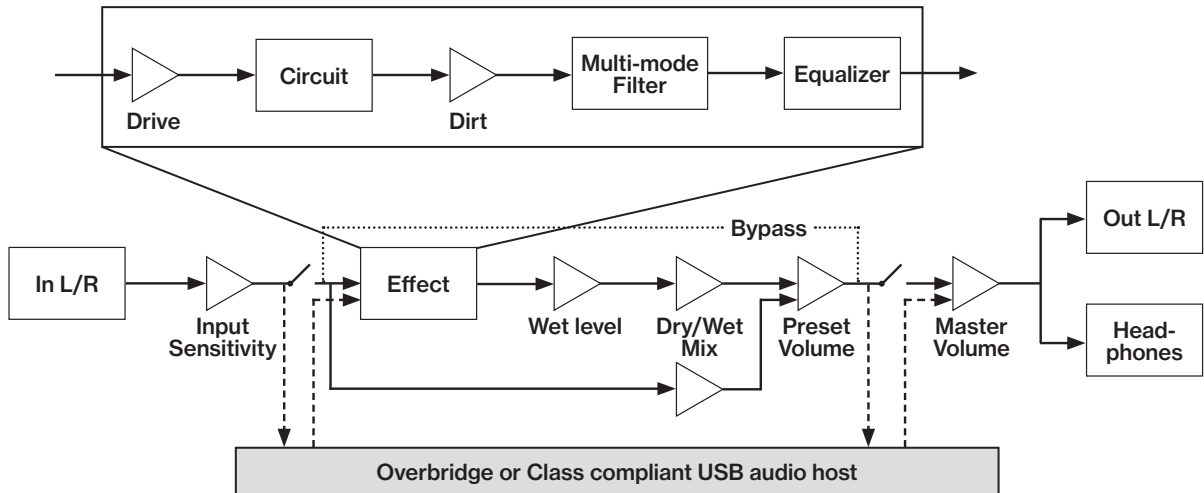 Drive
Circuit
Dirt
Multi-mode
Filter
Equalizer
Bypass
In L/R
Input
Sensitivity
Effect
Wet level
Dry/Wet
Mix
Preset
Volume
Master
Volume
Out L/R
Head-
phones
Overbridge or Class compliant USB audio host